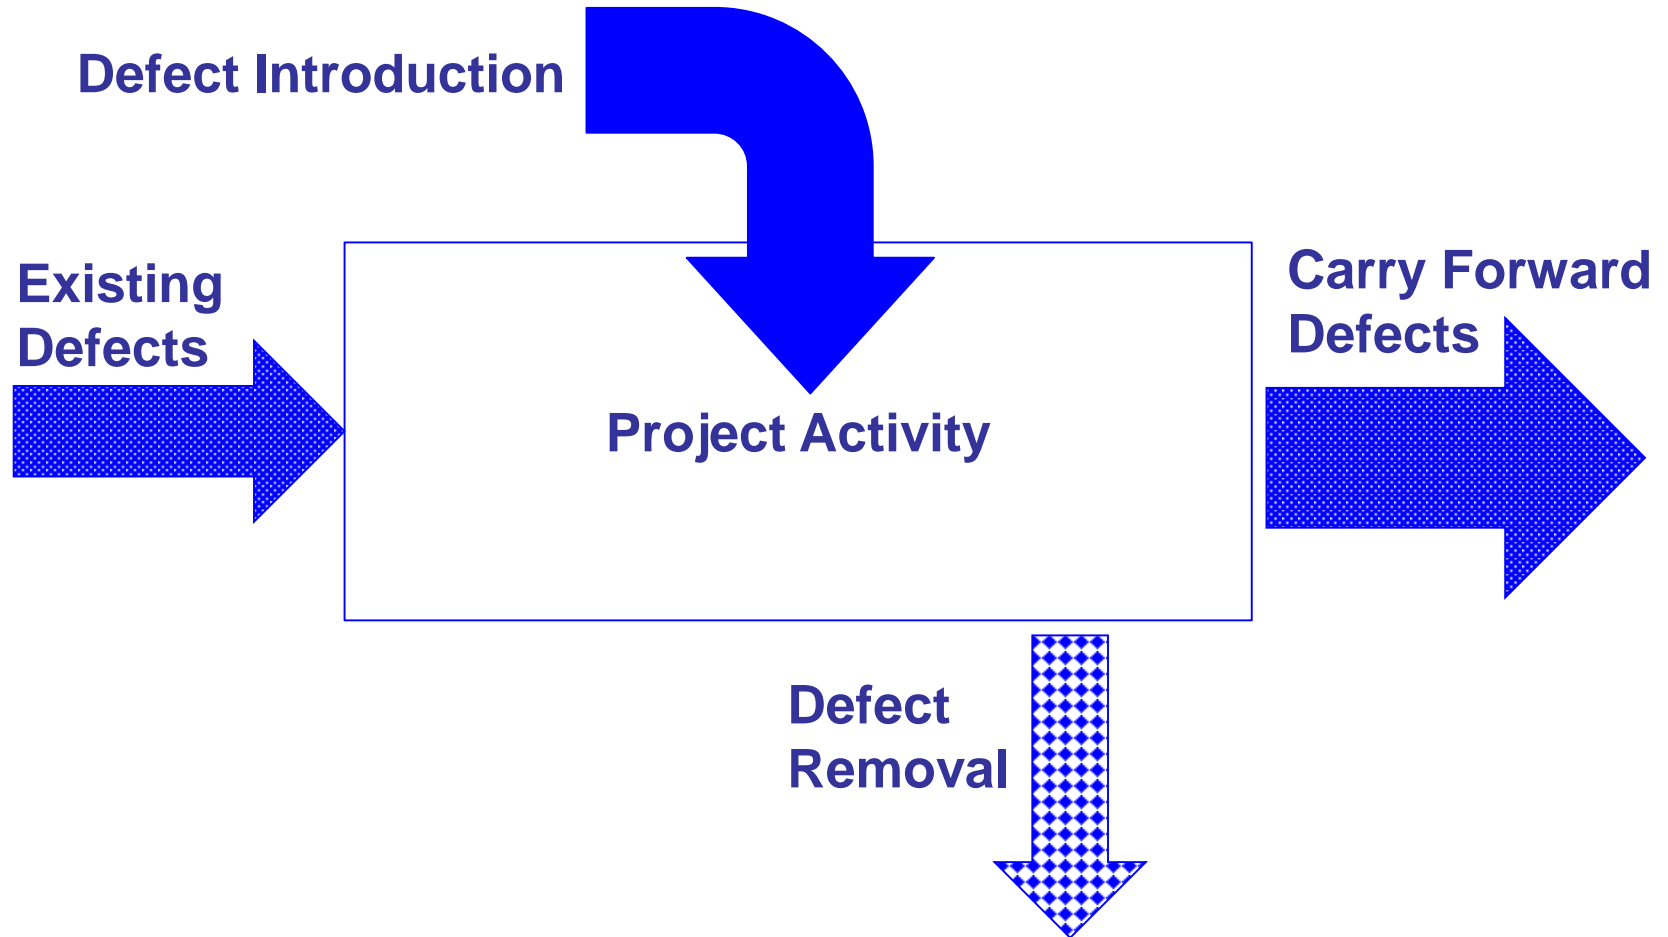 Defect Introduction
Existing
Defects
Carry Forward
Defects
Project Activity
Defect
Removal